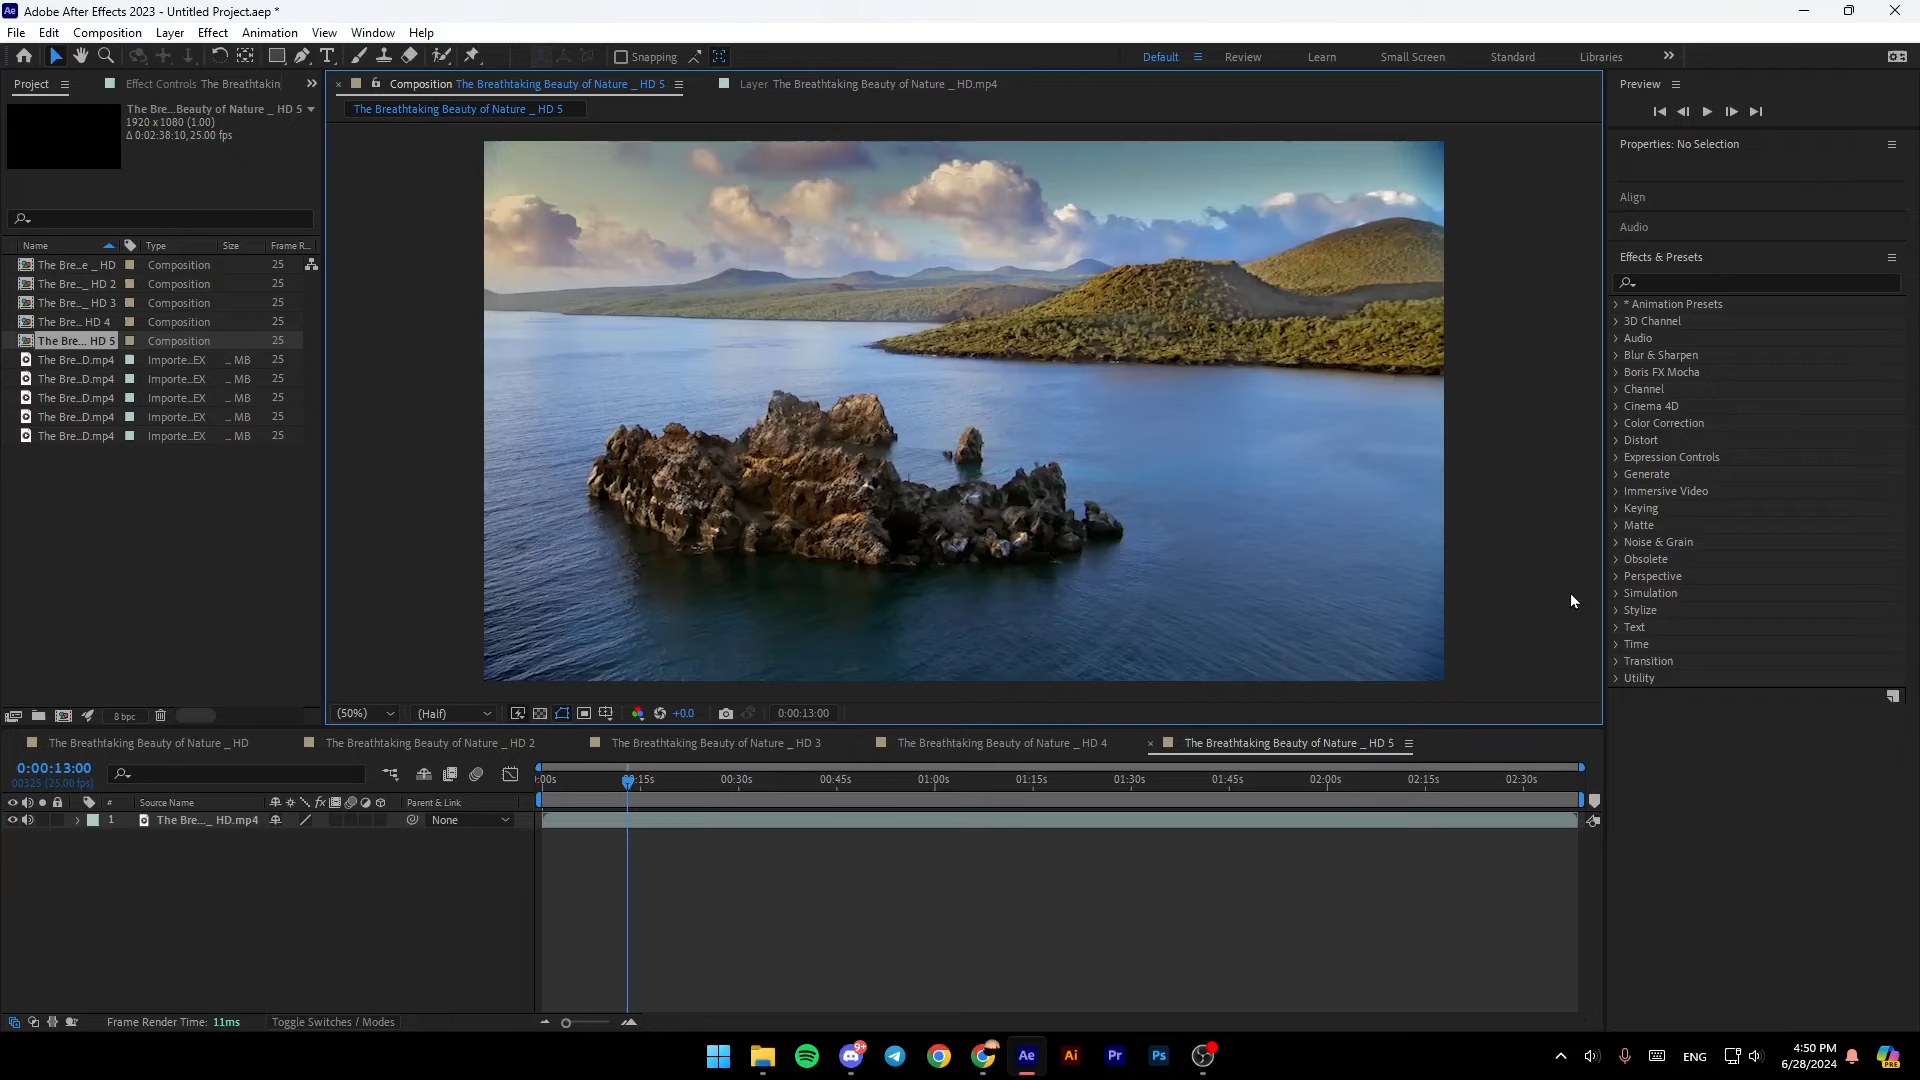 Adobe After Effects 2023 - Untitled Project.aep *
File Edit Composition Layer Effect Animation View Window Help
Snapping
Default Review Learn Small Screen Standard Libraries
Project Effect Controls The Breathtakin
The Bre...Beauty of Nature _ HD 5
1920 x 1080 (1.00)
Δ 0:02:38:10, 25.00 fps
Name Type Size Frame R...
The Bre...e _ HD Composition 25
The Bre..._ HD 2 Composition 25
The Bre..._ HD 3 Composition 25
The Bre... HD 4 Composition 25
The Bre... HD 5 Composition 25
The Bre...D.mp4 Importe...EX ... MB 25
The Bre...D.mp4 Importe...EX ... MB 25
The Bre...D.mp4 Importe...EX ... MB 25
The Bre...D.mp4 Importe...EX ... MB 25
The Bre...D.mp4 Importe...EX ... MB 25
8 bpc
Composition The Breathtaking Beauty of Nature _ HD 5
Layer The Breathtaking Beauty of Nature _ HD.mp4
The Breathtaking Beauty of Nature _ HD 5
(50%) (Half) +0.0 0:00:13:00
Preview
Properties: No Selection
Align
Audio
Effects & Presets
* Animation Presets
3D Channel
Audio
Blur & Sharpen
Boris FX Mocha
Channel
Cinema 4D
Color Correction
Distort
Expression Controls
Generate
Immersive Video
Keying
Matte
Noise & Grain
Obsolete
Perspective
Simulation
Stylize
Text
Time
Transition
Utility
The Breathtaking Beauty of Nature _ HD
The Breathtaking Beauty of Nature _ HD 2
The Breathtaking Beauty of Nature _ HD 3
The Breathtaking Beauty of Nature _ HD 4
The Breathtaking Beauty of Nature _ HD 5
0:00:13:00
00325 (25.00 fps)
:00s 00:15s 00:30s 00:45s 01:00s 01:15s 01:30s 01:45s 02:00s 02:15s 02:30s
# Source Name fx Parent & Link
1 The Bre..._ HD.mp4 None
Frame Render Time: 11ms Toggle Switches / Modes
9+ Ae Ai Pr Ps
ENG
4:50 PM
6/28/2024
PRE